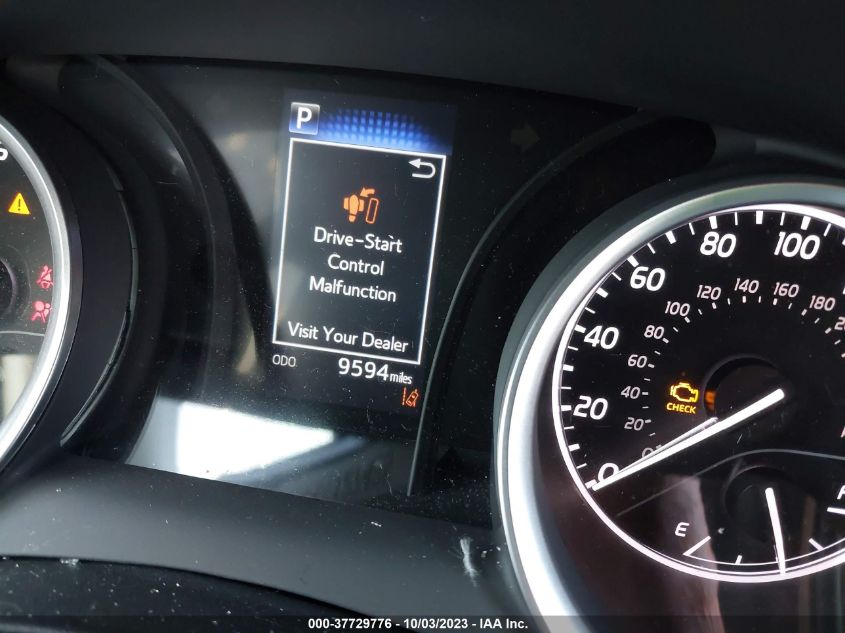 P
Drive-Start
Control
Malfunction
Visit Your Dealer
ODO 9594 miles
0 20 40 60 80 100
0 20 40 60 80 100 120 140 160 180
CHECK
E
000-37729776 - 10/03/2023 - IAA Inc.